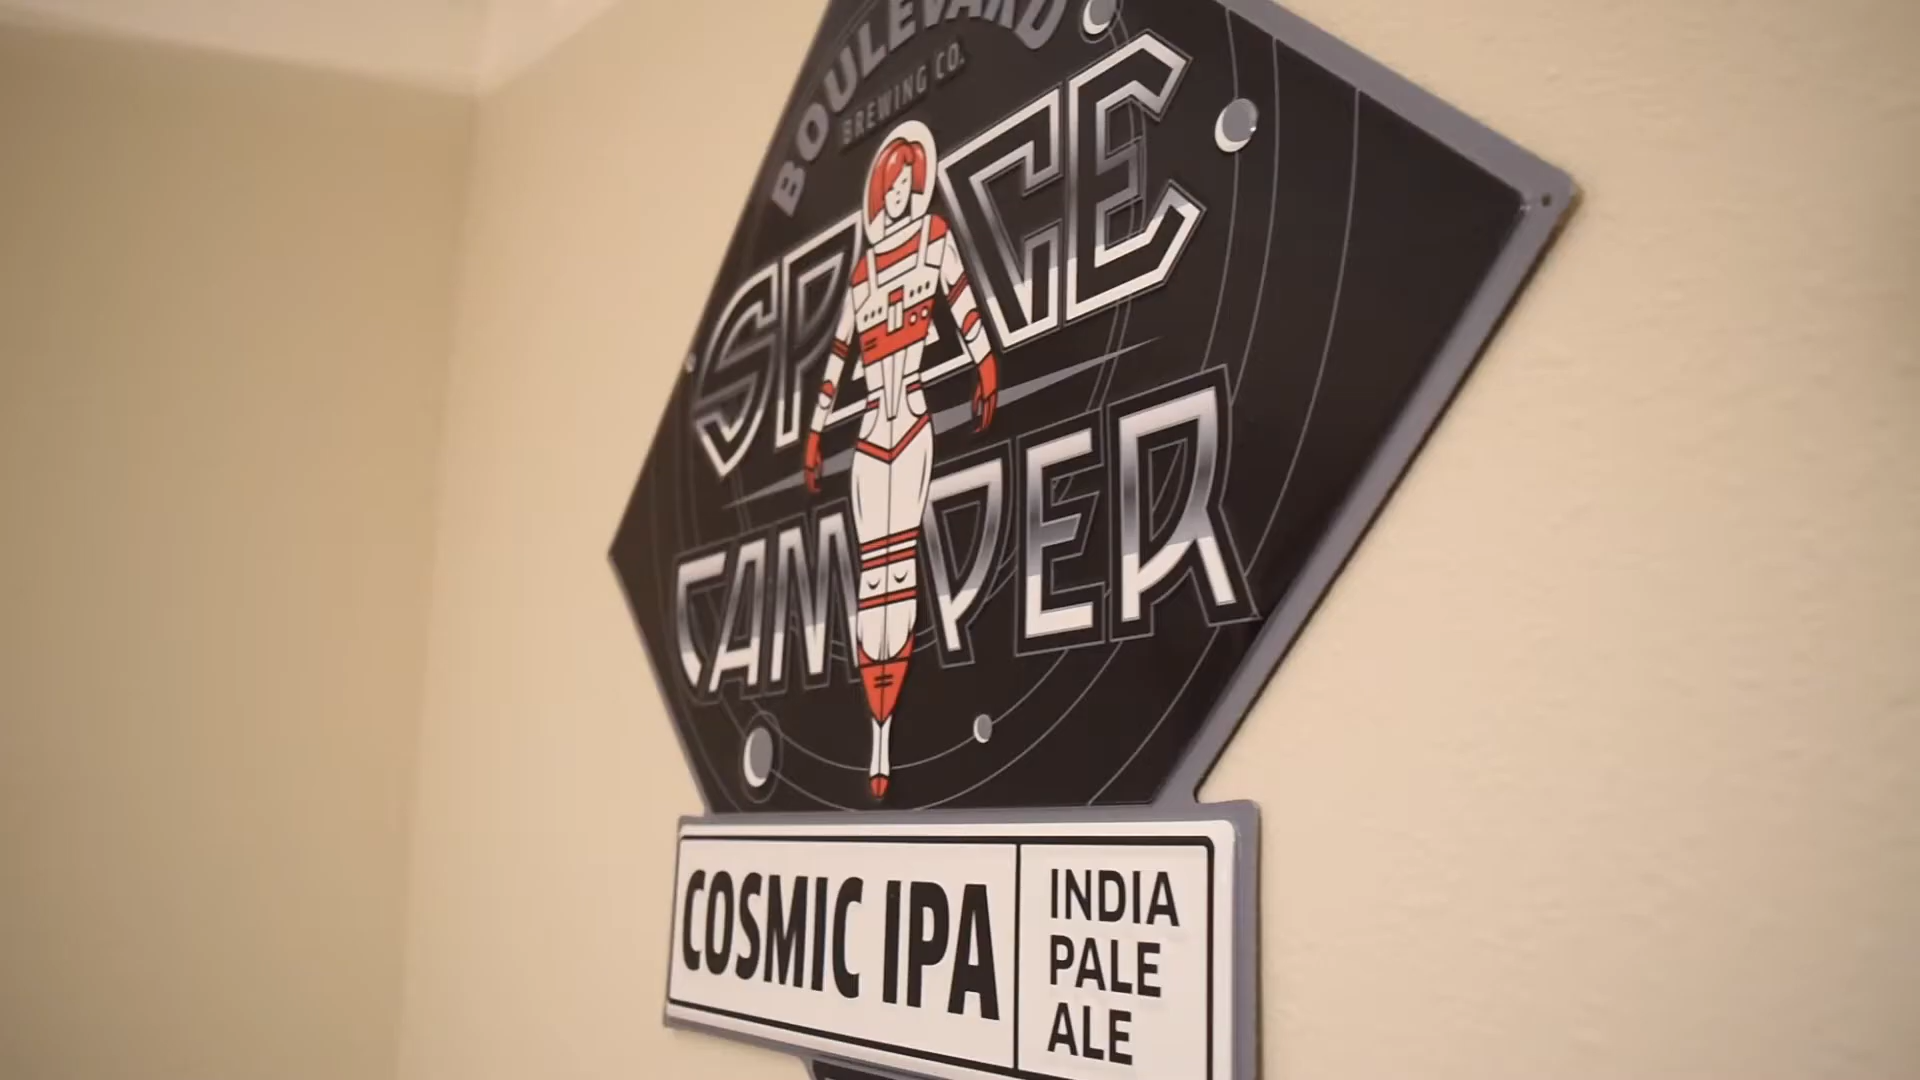 BOULEVARD
BREWING CO.
SPACE
CAMPER
COSMIC IPA
INDIA
PALE
ALE